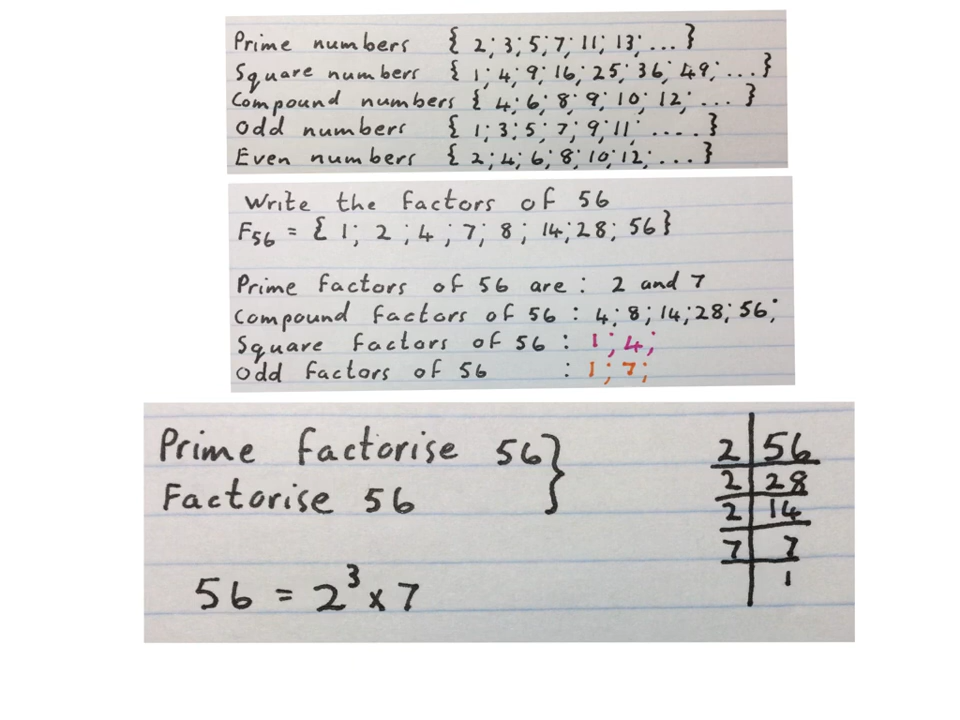 Prime numbers { 2; 3; 5; 7; 11; 13; ... }
Square numbers { 1; 4; 9; 16; 25; 36; 49; ... }
Compound numbers { 4; 6; 8; 9; 10; 12; ... }
Odd numbers { 1; 3; 5; 7; 9; 11; .... }
Even numbers { 2; 4; 6; 8; 10; 12; ... }
Write the factors of 56
F56 = { 1; 2; 4; 7; 8; 14; 28; 56 }
Prime factors of 56 are : 2 and 7
Compound factors of 56 : 4; 8; 14; 28; 56;
Square factors of 56 : 1; 4;
Odd factors of 56 : 1; 7;
Prime factorise 56 }
Factorise 56
56 = 2³ x 7
2 | 56
2 | 28
2 | 14
7 | 7
| 1